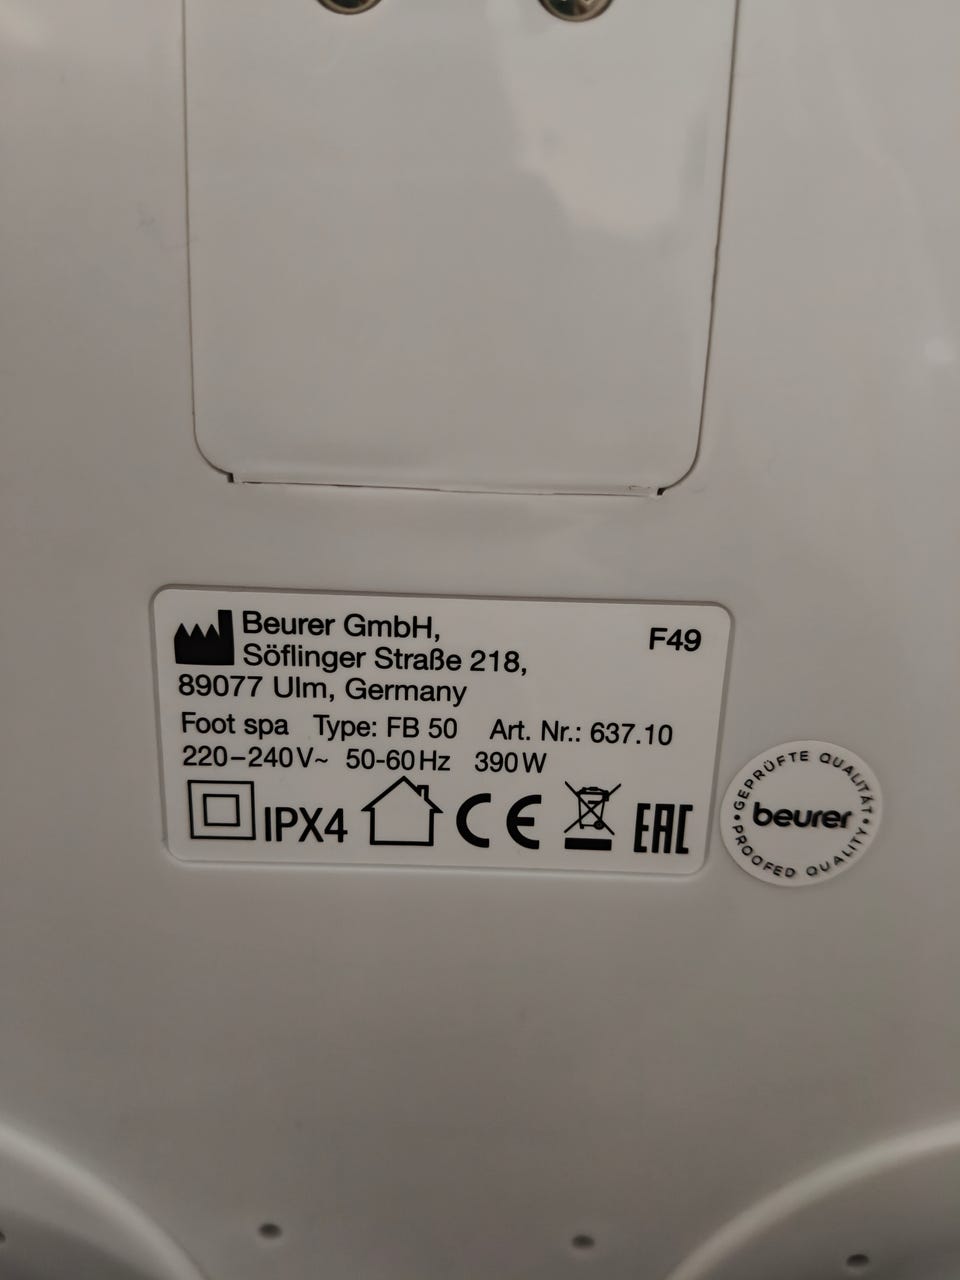 Beurer GmbH,
F49
Söflinger Straße 218,
89077 Ulm, Germany
Foot spa Type: FB 50 Art. Nr.: 637.10
220–240V~ 50-60Hz 390W
IPX4 CE EAC
GEPRÜFTE QUALITÄT
beurer
PROOFED QUALITY